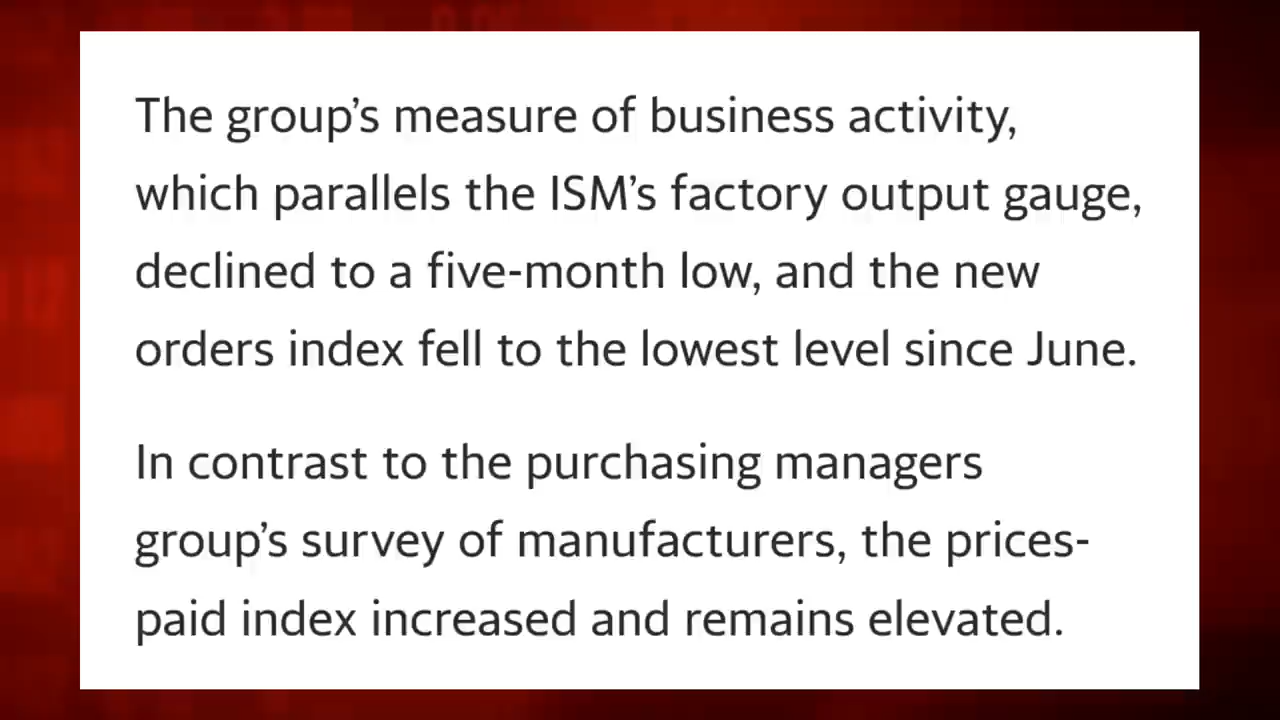 The group’s measure of business activity,
which parallels the ISM’s factory output gauge,
declined to a five-month low, and the new
orders index fell to the lowest level since June.
In contrast to the purchasing managers
group’s survey of manufacturers, the prices-
paid index increased and remains elevated.